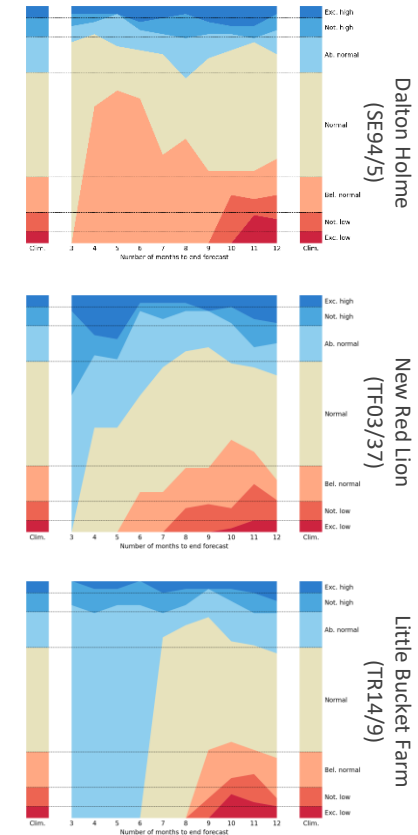 Exc. high
Not. high
Ab. normal
Normal
Bel. normal
Not. low
Exc. low
Clim. 3 4 5 6 7 8 9 10 11 12 Clim.
Number of months to end forecast
Dalton Holme
(SE94/5)
Exc. high
Not. high
Ab. normal
Normal
Bel. normal
Not. low
Exc. low
Clim. 3 4 5 6 7 8 9 10 11 12 Clim.
Number of months to end forecast
New Red Lion
(TF03/37)
Exc. high
Not. high
Ab. normal
Normal
Bel. normal
Not. low
Exc. low
Clim. 3 4 5 6 7 8 9 10 11 12 Clim.
Number of months to end forecast
Little Bucket Farm
(TR14/9)